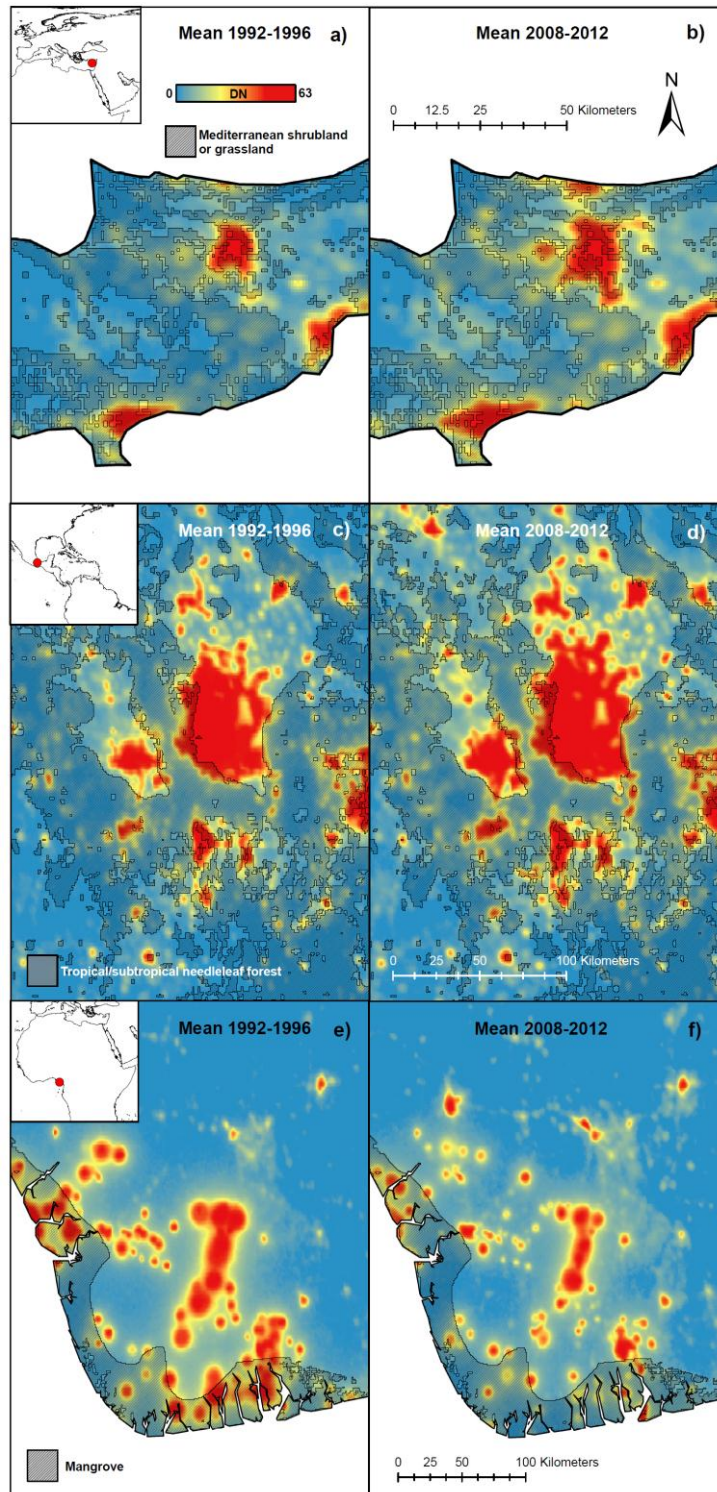 Mean 1992-1996 a)
0 DN 63
Mediterranean shrubland
or grassland
Mean 2008-2012 b)
N
0 12.5 25 50 Kilometers
Mean 1992-1996 c)
Tropical/subtropical needleleaf forest
Mean 2008-2012 d)
0 25 50 100 Kilometers
Mean 1992-1996 e)
Mangrove
Mean 2008-2012 f)
0 25 50 100 Kilometers